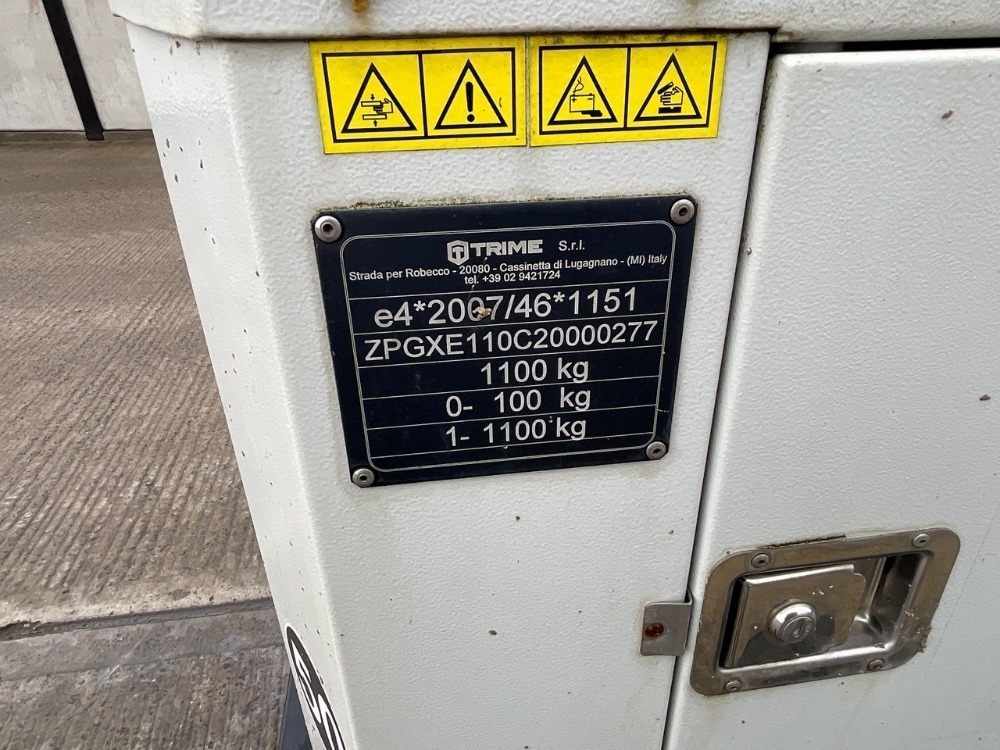 TRIME S.r.l.
Strada per Robecco - 20080 - Cassinetta di Lugagnano - (MI) Italy
tel. +39 02 9421724
e4*2007/46*1151
ZPGXE110C20000277
1100 kg
0- 100 kg
1- 1100 kg